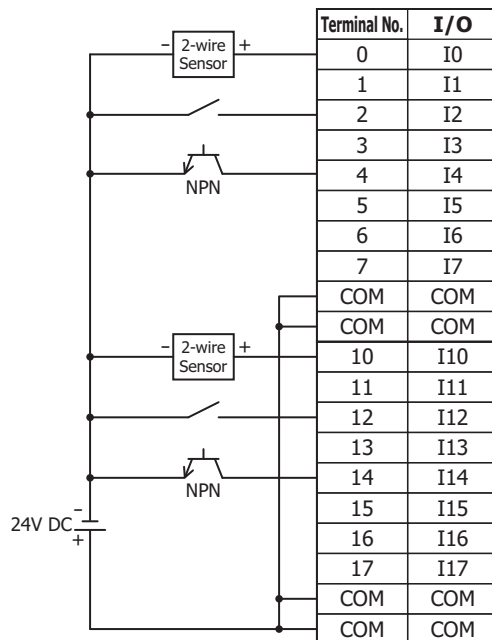 Terminal No. I/O
– 2-wire Sensor + 0 I0
1 I1
2 I2
3 I3
NPN 4 I4
5 I5
6 I6
7 I7
COM COM
COM COM
– 2-wire Sensor + 10 I10
11 I11
12 I12
13 I13
NPN 14 I14
15 I15
– 24V DC + 16 I16
17 I17
COM COM
COM COM